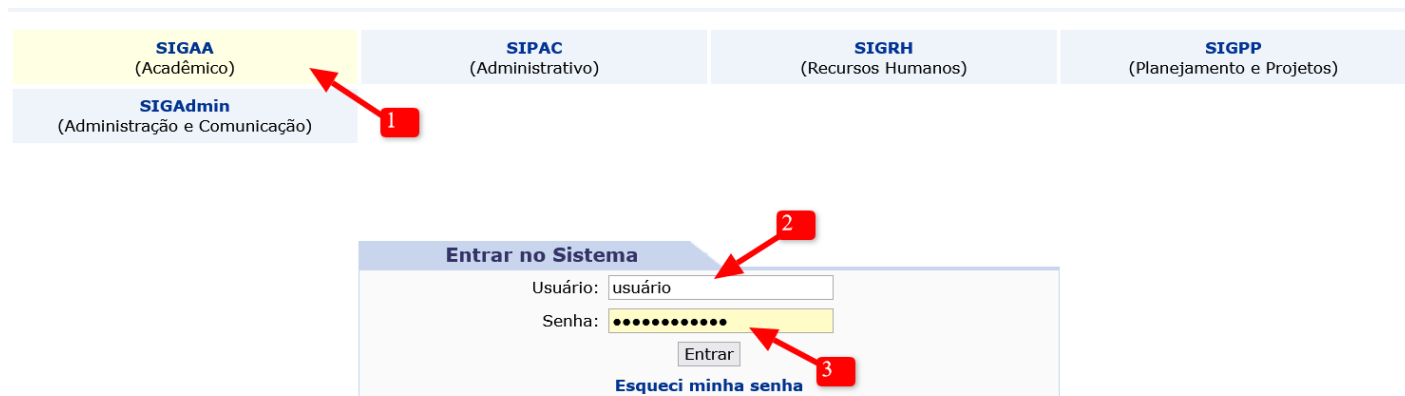 SIGAA
(Acadêmico)
SIPAC
(Administrativo)
SIGRH
(Recursos Humanos)
SIGPP
(Planejamento e Projetos)
SIGAdmin
(Administração e Comunicação)
1
2
Entrar no Sistema
Usuário: usuário
Senha: ●●●●●●●●●●●●
Entrar
3
Esqueci minha senha